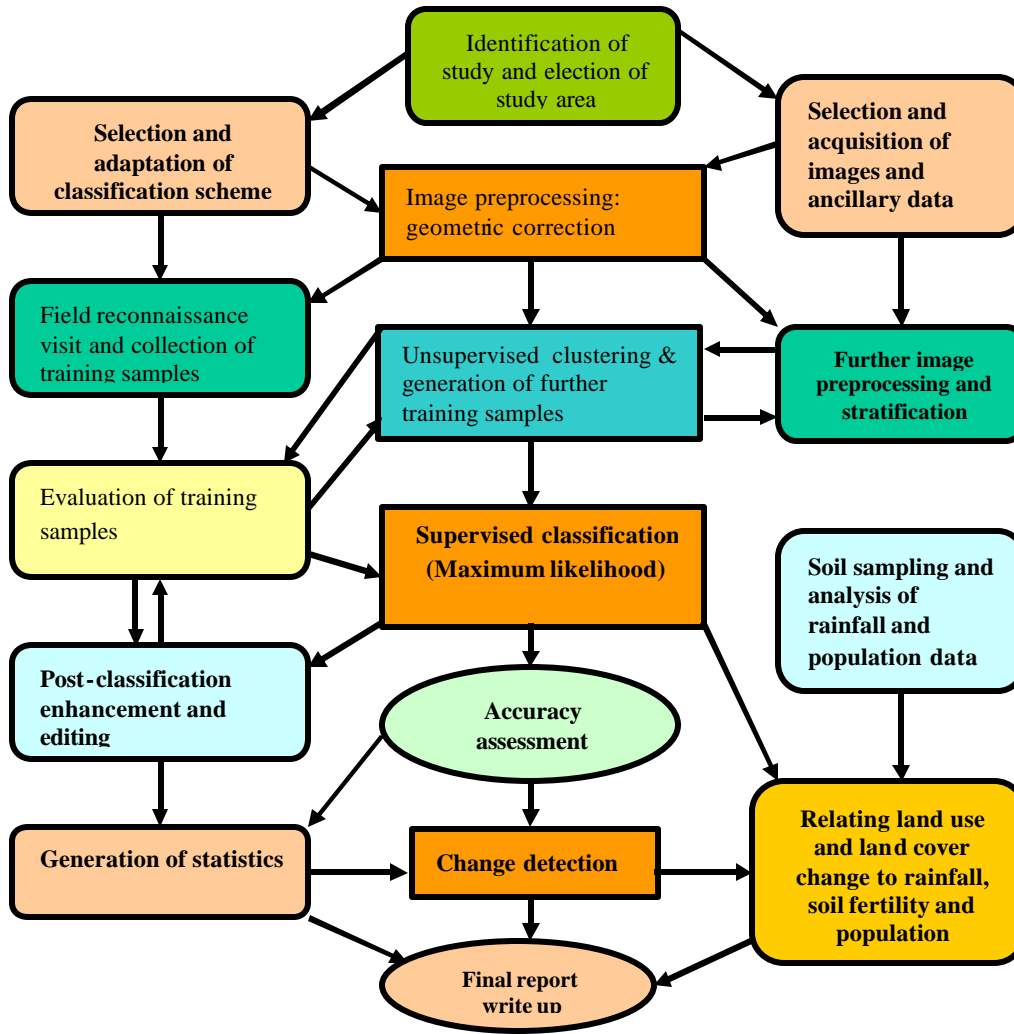 Identification of
study and election of
study area
Selection and
adaptation of
classification scheme
Selection and
acquisition of
images and
ancillary data
Image preprocessing:
geometric correction
Field reconnaissance
visit and collection of
training samples
Unsupervised clustering &
generation of further
training samples
Further image
preprocessing and
stratification
Evaluation of training
samples
Supervised classification
(Maximum likelihood)
Soil sampling and
analysis of
rainfall and
population data
Post-classification
enhancement and
editing
Accuracy
assessment
Generation of statistics
Change detection
Relating land use
and land cover
change to rainfall,
soil fertility and
population
Final report
write up